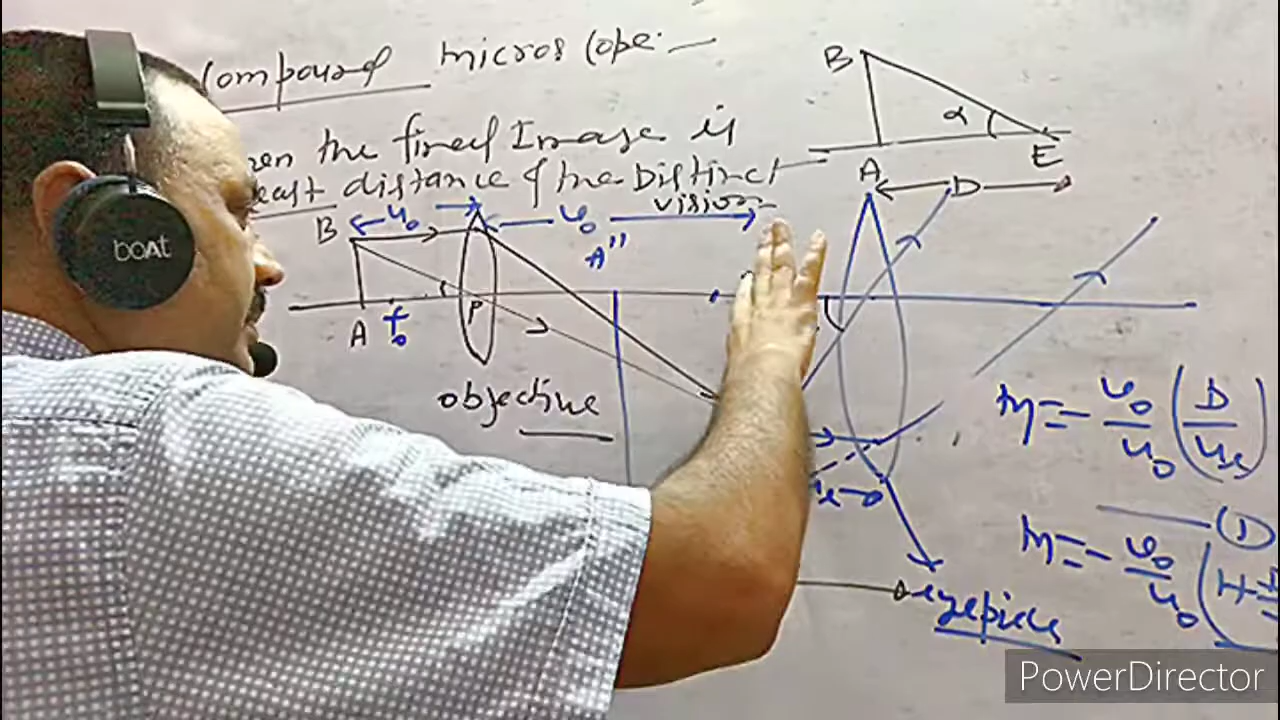 Compound microscope:—
the final Image is
least distance of the Distinct
vision
B
α
A
E
D
B
u₀
v₀
A"
A
f₀
P
boAt
objective
m = - v₀/u₀ (D/uₑ)
(1)
m = - v₀/u₀ (1+
eyepiece
PowerDirector